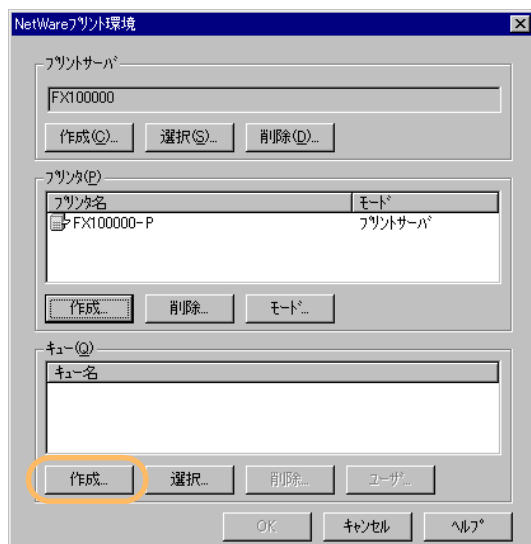 NetWareﾌﾟﾘﾝﾄ環境
ﾌﾟﾘﾝﾄｻｰﾊﾞ
FX100000
作成(C)... 選択(S)... 削除(D)...
ﾌﾟﾘﾝﾀ(P)
ﾌﾟﾘﾝﾀ名 ﾓｰﾄﾞ
FX100000-P ﾌﾟﾘﾝﾄｻｰﾊﾞ
作成... 削除... ﾓｰﾄﾞ...
ｷｭｰ(Q)
ｷｭｰ名
作成... 選択... 削除... ﾕｰｻﾞ...
OK ｷｬﾝｾﾙ ﾍﾙﾌﾟ